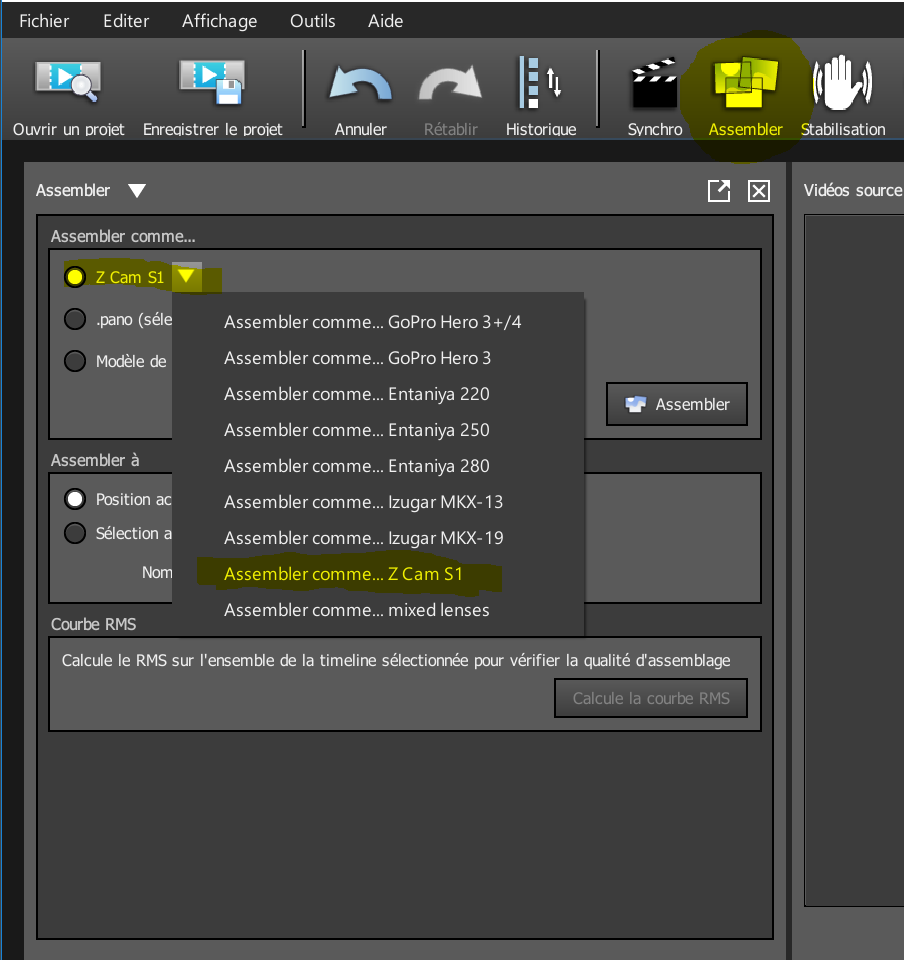 Fichier Editer Affichage Outils Aide
Ouvrir un projet Enregistrer le projet Annuler Rétablir Historique Synchro Assembler Stabilisation
Assembler Vidéos source
Assembler comme...
Z Cam S1
.pano (séle
Modèle de
Assembler comme... GoPro Hero 3+/4
Assembler comme... GoPro Hero 3
Assembler comme... Entaniya 220
Assembler comme... Entaniya 250
Assembler comme... Entaniya 280
Assembler comme... Izugar MKX-13
Assembler comme... Izugar MKX-19
Assembler comme... Z Cam S1
Assembler comme... mixed lenses
Assembler
Assembler à
Position ac
Sélection a
Nom
Courbe RMS
Calcule le RMS sur l'ensemble de la timeline sélectionnée pour vérifier la qualité d'assemblage
Calcule la courbe RMS